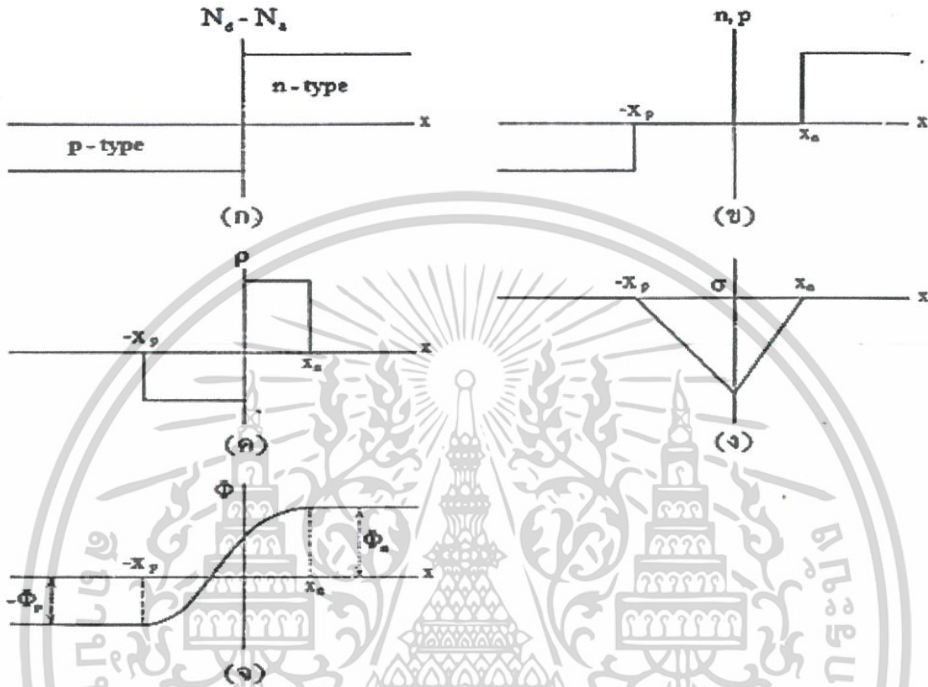 N_d - N_a
n - type
x
p - type
(ก)
n, p
-x_p
x_n
x
(ข)
ρ
-x_p
x_n
x
(ค)
-x_p
σ
x_n
x
(ง)
Φ
-x_p
x_n
x
Φ_n
-Φ_p
(จ)